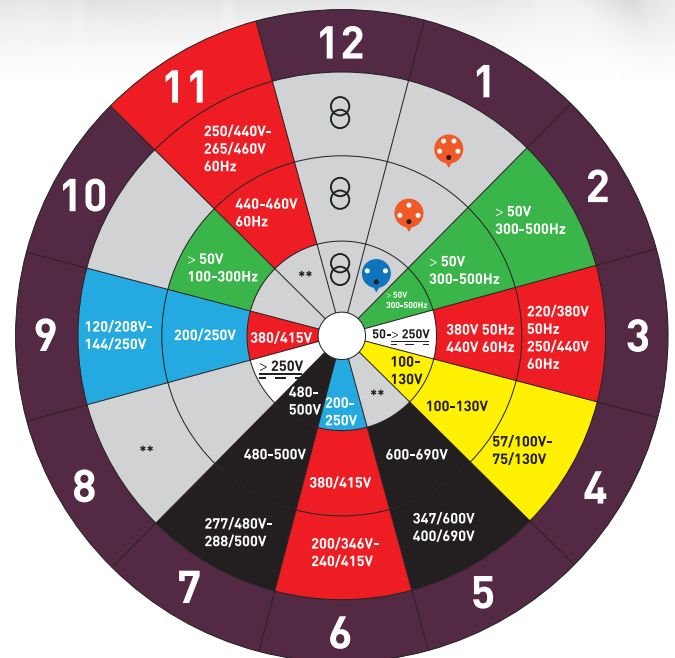 12
1
2
3
4
5
6
7
8
9
10
11
> 50V
300-500Hz
> 50V
300-500Hz
> 50V
300-500Hz
220/380V
50Hz
250/440V
60Hz
380V 50Hz
440V 60Hz
50-> 250V
57/100V-
75/130V
100-130V
100-
130V
347/600V
400/690V
600-690V
**
200/346V-
240/415V
380/415V
200-
250V
277/480V-
288/500V
480-500V
480-
500V
**
> 250V
120/208V-
144/250V
200/250V
380/415V
> 50V
100-300Hz
250/440V-
265/460V
60Hz
440-460V
60Hz
**